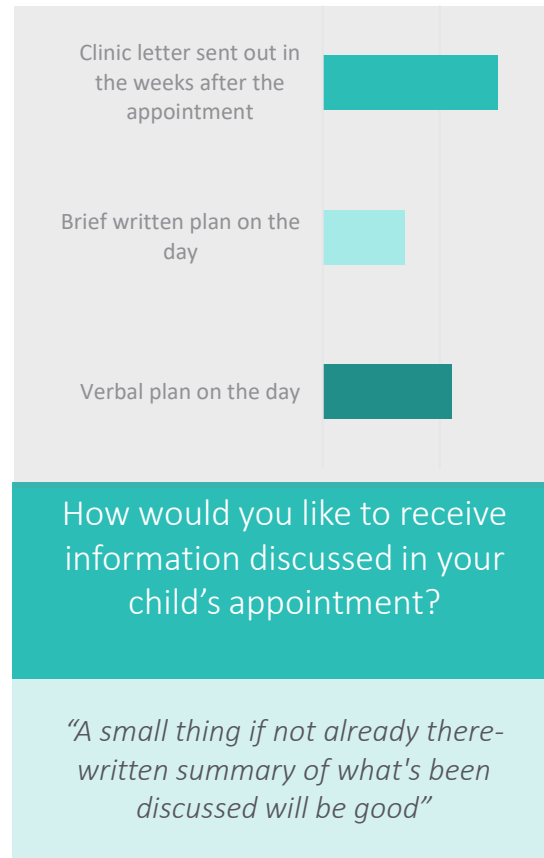 Clinic letter sent out in
the weeks after the
appointment
Brief written plan on the
day
Verbal plan on the day
How would you like to receive
information discussed in your
child’s appointment?
“A small thing if not already there-
written summary of what's been
discussed will be good”